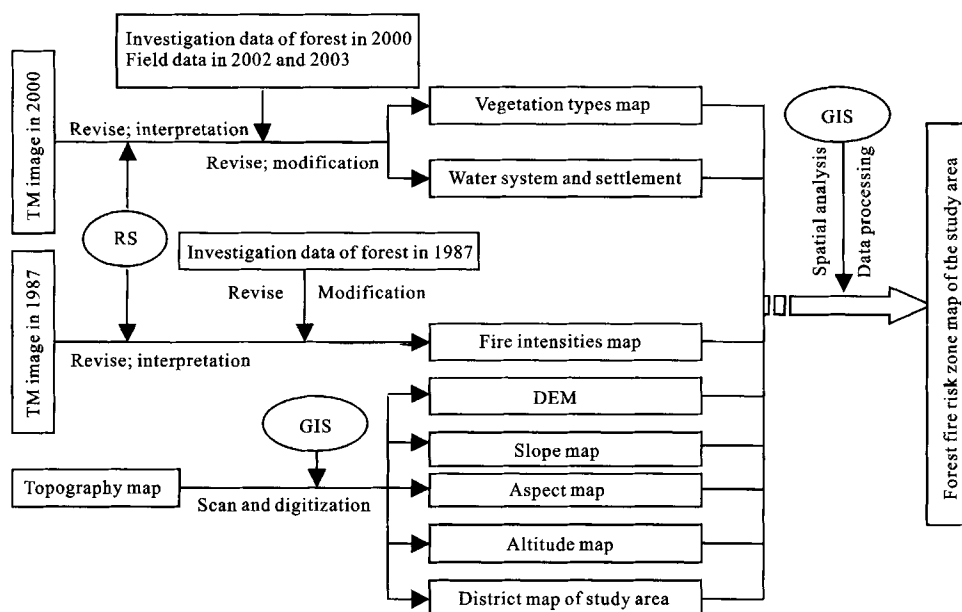 Investigation data of forest in 2000
Field data in 2002 and 2003
TM image in 2000
Revise; interpretation
Revise; modification
Vegetation types map
Water system and settlement
GIS
Spatial analysis
Data processing
Forest fire risk zone map of the study area
RS
Investigation data of forest in 1987
Revise
Modification
TM image in 1987
Revise; interpretation
Fire intensities map
DEM
GIS
Slope map
Topography map
Scan and digitization
Aspect map
Altitude map
District map of study area